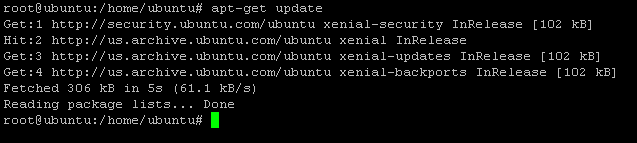 root@ubuntu:/home/ubuntu# apt-get update
Get:1 http://security.ubuntu.com/ubuntu xenial-security InRelease [102 kB]
Hit:2 http://us.archive.ubuntu.com/ubuntu xenial InRelease
Get:3 http://us.archive.ubuntu.com/ubuntu xenial-updates InRelease [102 kB]
Get:4 http://us.archive.ubuntu.com/ubuntu xenial-backports InRelease [102 kB]
Fetched 306 kB in 5s (61.1 kB/s)
Reading package lists... Done
root@ubuntu:/home/ubuntu#